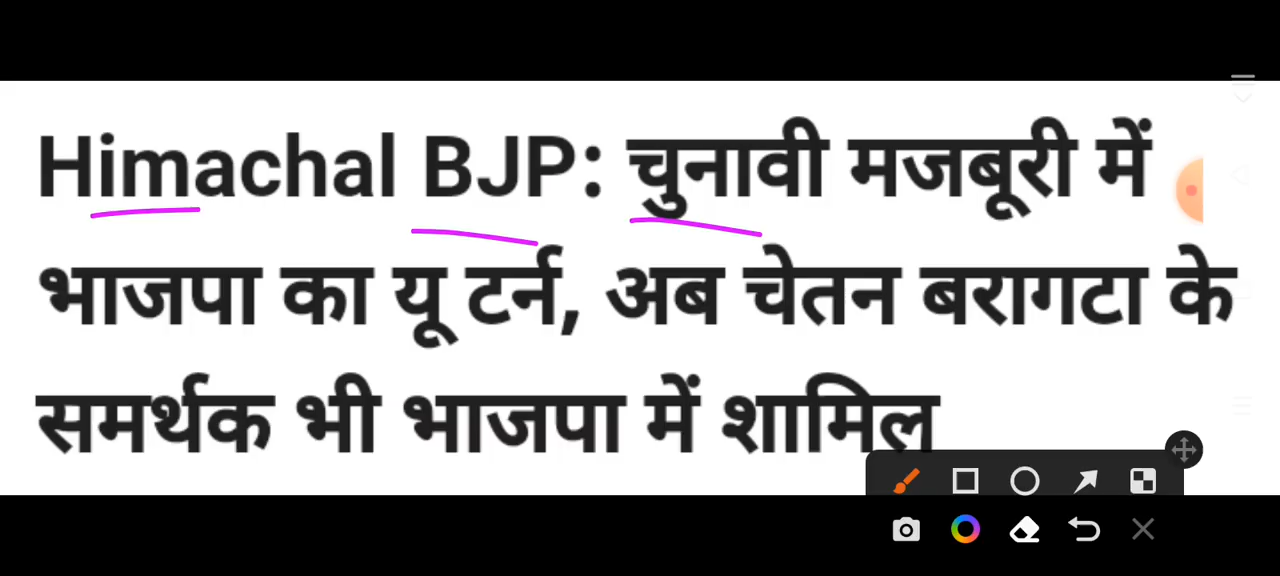 Himachal BJP: चुनावी मजबूरी में
भाजपा का यू टर्न, अब चेतन बरागटा के
समर्थक भी भाजपा में शामिल